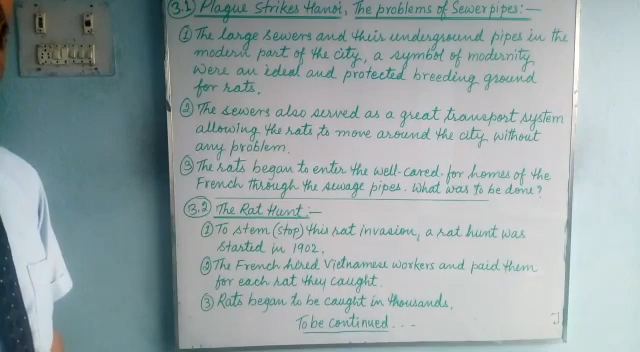 3.1) Plague Strikes Hanoi, The problems of Sewer pipes:—
① The large sewers and their underground pipes in the
modern part of the city, a symbol of modernity
were an ideal and protected breeding ground
for rats.
② The sewers also served as a great transport system
allowing the rats to move around the city without
any problem.
③ The rats began to enter the well-cared-for homes of the
French through the sewage pipes. What was to be done?
3.2) The Rat Hunt:—
① To stem (stop) this rat invasion, a rat hunt was
started in 1902.
② The French hired Vietnamese workers and paid them
for each rat they caught.
③ Rats began to be caught in thousands.
To be continued...